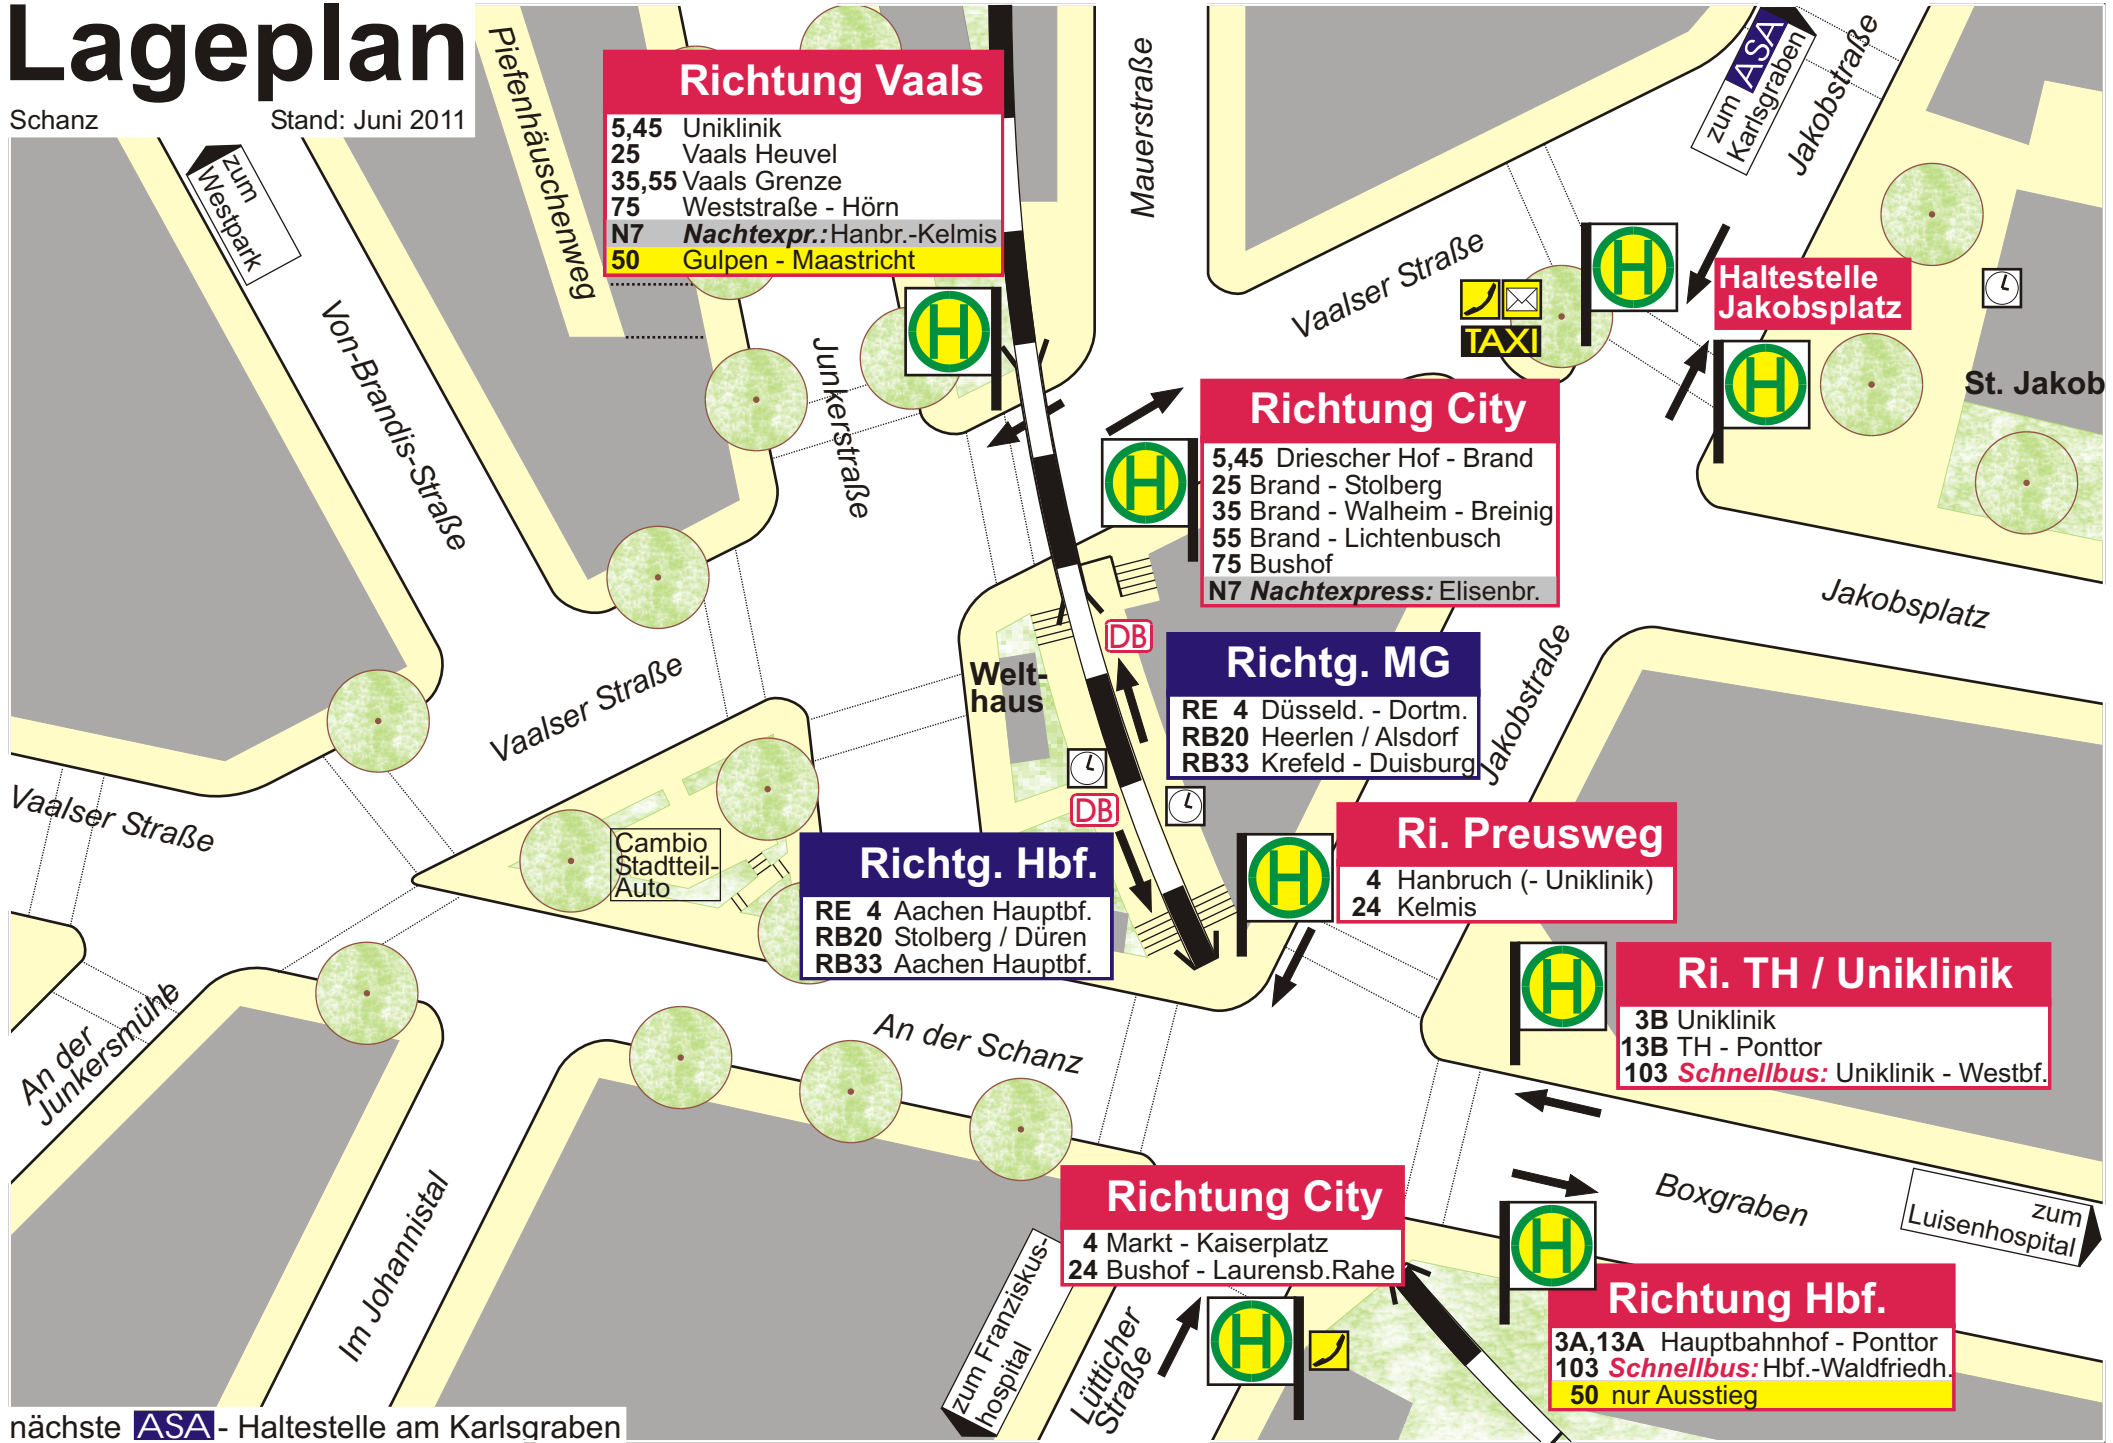 Lageplan
Schanz Stand: Juni 2011
Piefenhäuschenweg
Richtung Vaals
5,45 Uniklinik
25 Vaals Heuvel
35,55 Vaals Grenze
75 Weststraße - Hörn
N7 Nachtexpr.: Hanbr.-Kelmis
50 Gulpen - Maastricht
H
Mauerstraße
zum ASA
Karlsgraben
Jakobstraße
zum
Westpark
Von-Brandis-Straße
Junkerstraße
Vaalser Straße
TAXI
H
Haltestelle
Jakobsplatz
H
St. Jakob
Richtung City
5,45 Driescher Hof - Brand
25 Brand - Stolberg
35 Brand - Walheim - Breinig
55 Brand - Lichtenbusch
75 Bushof
N7 Nachtexpress: Elisenbr.
H
Jakobsplatz
DB
Welt-
haus
Richtg. MG
RE 4 Düsseld. - Dortm.
RB20 Heerlen / Alsdorf
RB33 Krefeld - Duisburg
Jakobstraße
Vaalser Straße
Vaalser Straße
DB
Cambio
Stadtteil-
Auto
Richtg. Hbf.
RE 4 Aachen Hauptbf.
RB20 Stolberg / Düren
RB33 Aachen Hauptbf.
H
Ri. Preusweg
4 Hanbruch (- Uniklinik)
24 Kelmis
H
Ri. TH / Uniklinik
3B Uniklinik
13B TH - Ponttor
103 Schnellbus: Uniklinik - Westbf.
An der
Junkersmühle
An der Schanz
Im Johannistal
Richtung City
4 Markt - Kaiserplatz
24 Bushof - Laurensb.Rahe
H
Boxgraben
zum
Luisenhospital
H
Richtung Hbf.
3A,13A Hauptbahnhof - Ponttor
103 Schnellbus: Hbf.-Waldfriedh.
50 nur Ausstieg
zum Franziskus-
hospital
Lütticher
Straße
nächste ASA - Haltestelle am Karlsgraben